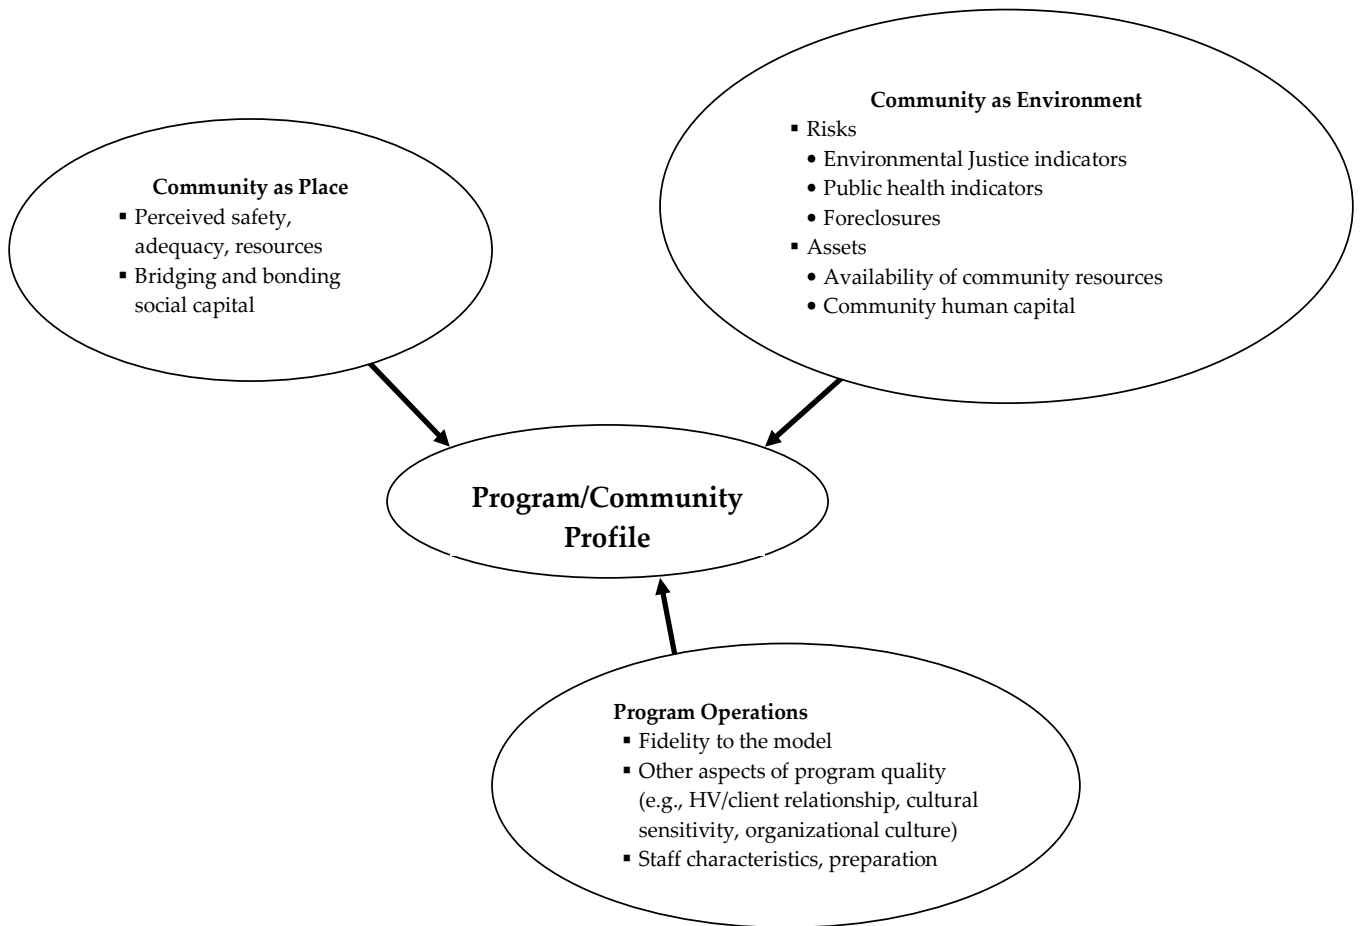 Community as Place
▪ Perceived safety,
adequacy, resources
▪ Bridging and bonding
social capital
Community as Environment
▪ Risks
• Environmental Justice indicators
• Public health indicators
• Foreclosures
▪ Assets
• Availability of community resources
• Community human capital
Program/Community
Profile
Program Operations
▪ Fidelity to the model
▪ Other aspects of program quality
(e.g., HV/client relationship, cultural
sensitivity, organizational culture)
▪ Staff characteristics, preparation